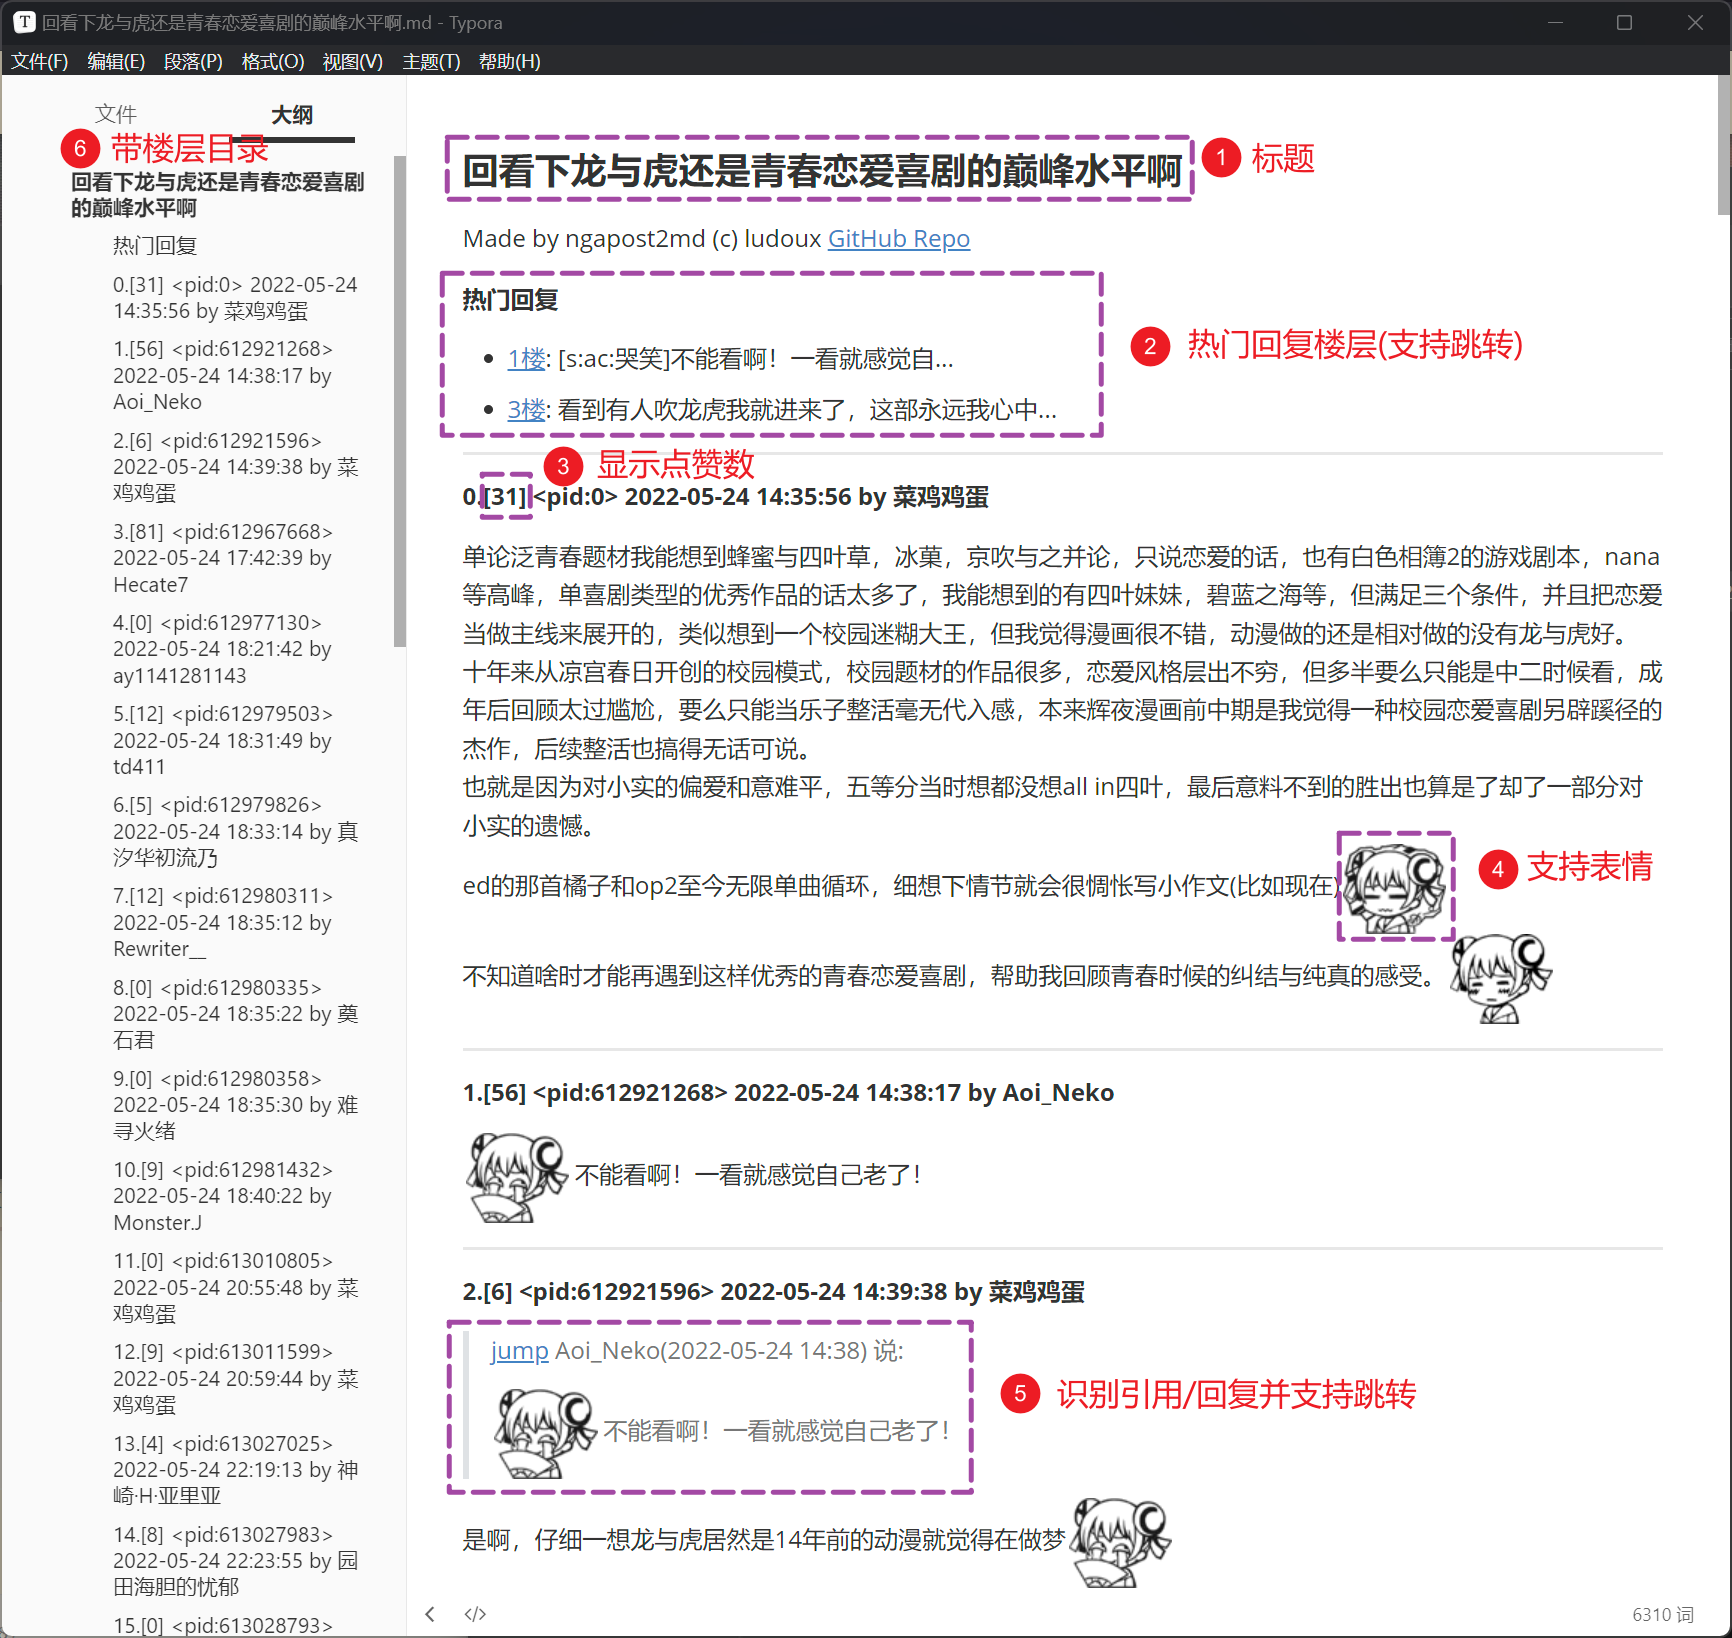 回看下龙与虎还是青春恋爱喜剧的巅峰水平啊.md - Typora
文件(F) 编辑(E) 段落(P) 格式(O) 视图(V) 主题(T) 帮助(H)
文件 大纲
6 带楼层目录
回看下龙与虎还是青春恋爱喜剧
的巅峰水平啊
热门回复
0.[31] <pid:0> 2022-05-24
14:35:56 by 菜鸡鸡蛋
1.[56] <pid:612921268>
2022-05-24 14:38:17 by
Aoi_Neko
2.[6] <pid:612921596>
2022-05-24 14:39:38 by 菜
鸡鸡蛋
3.[81] <pid:612967668>
2022-05-24 17:42:39 by
Hecate7
4.[0] <pid:612977130>
2022-05-24 18:21:42 by
ay1141281143
5.[12] <pid:612979503>
2022-05-24 18:31:49 by
td411
6.[5] <pid:612979826>
2022-05-24 18:33:14 by 真
汐华初流乃
7.[12] <pid:612980311>
2022-05-24 18:35:12 by
Rewriter__
8.[0] <pid:612980335>
2022-05-24 18:35:22 by 奠
石君
9.[0] <pid:612980358>
2022-05-24 18:35:30 by 难
寻火绪
10.[9] <pid:612981432>
2022-05-24 18:40:22 by
Monster.J
11.[0] <pid:613010805>
2022-05-24 20:55:48 by 菜
鸡鸡蛋
12.[9] <pid:613011599>
2022-05-24 20:59:44 by 菜
鸡鸡蛋
13.[4] <pid:613027025>
2022-05-24 22:19:13 by 神
崎·H·亚里亚
14.[8] <pid:613027983>
2022-05-24 22:23:55 by 园
田海胆的忧郁
15.[0] <pid:613028793>
回看下龙与虎还是青春恋爱喜剧的巅峰水平啊
1 标题
Made by ngapost2md (c) ludoux GitHub Repo
热门回复
1楼: [s:ac:哭笑]不能看啊！一看就感觉自...
3楼: 看到有人吹龙虎我就进来了，这部永远我心中...
2 热门回复楼层(支持跳转)
3 显示点赞数
0.[31] <pid:0> 2022-05-24 14:35:56 by 菜鸡鸡蛋
单论泛青春题材我能想到蜂蜜与四叶草，冰菓，京吹与之并论，只说恋爱的话，也有白色相簿2的游戏剧本，nana
等高峰，单喜剧类型的优秀作品的话太多了，我能想到的有四叶妹妹，碧蓝之海等，但满足三个条件，并且把恋爱
当做主线来展开的，类似想到一个校园迷糊大王，但我觉得漫画很不错，动漫做的还是相对做的没有龙与虎好。
十年来从凉宫春日开创的校园模式，校园题材的作品很多，恋爱风格层出不穷，但多半要么只能是中二时候看，成
年后回顾太过尴尬，要么只能当乐子整活毫无代入感，本来辉夜漫画前中期是我觉得一种校园恋爱喜剧另辟蹊径的
杰作，后续整活也搞得无话可说。
也就是因为对小实的偏爱和意难平，五等分当时想都没想all in四叶，最后意料不到的胜出也算是了却了一部分对
小实的遗憾。
ed的那首橘子和op2至今无限单曲循环，细想下情节就会很惆怅写小作文(比如现在)
4 支持表情
不知道啥时才能再遇到这样优秀的青春恋爱喜剧，帮助我回顾青春时候的纠结与纯真的感受。
1.[56] <pid:612921268> 2022-05-24 14:38:17 by Aoi_Neko
不能看啊！一看就感觉自己老了！
2.[6] <pid:612921596> 2022-05-24 14:39:38 by 菜鸡鸡蛋
jump Aoi_Neko(2022-05-24 14:38) 说:
不能看啊！一看就感觉自己老了！
5 识别引用/回复并支持跳转
是啊，仔细一想龙与虎居然是14年前的动漫就觉得在做梦
6310 词